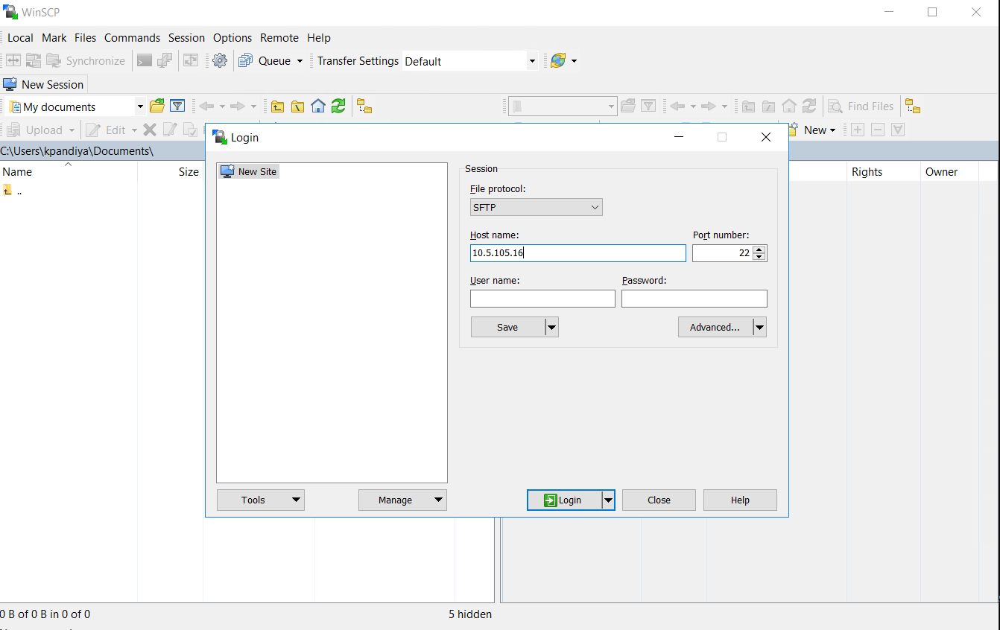 WinSCP
Local Mark Files Commands Session Options Remote Help
Synchronize Queue Transfer Settings Default
New Session
My documents Find Files
Upload Edit New
C:\Users\kpandiya\Documents\
Name Size Rights Owner
..
Login
New Site
Session
File protocol:
SFTP
Host name: Port number:
10.5.105.16 22
User name: Password:
Save Advanced...
Tools Manage Login Close Help
0 B of 0 B in 0 of 0 5 hidden